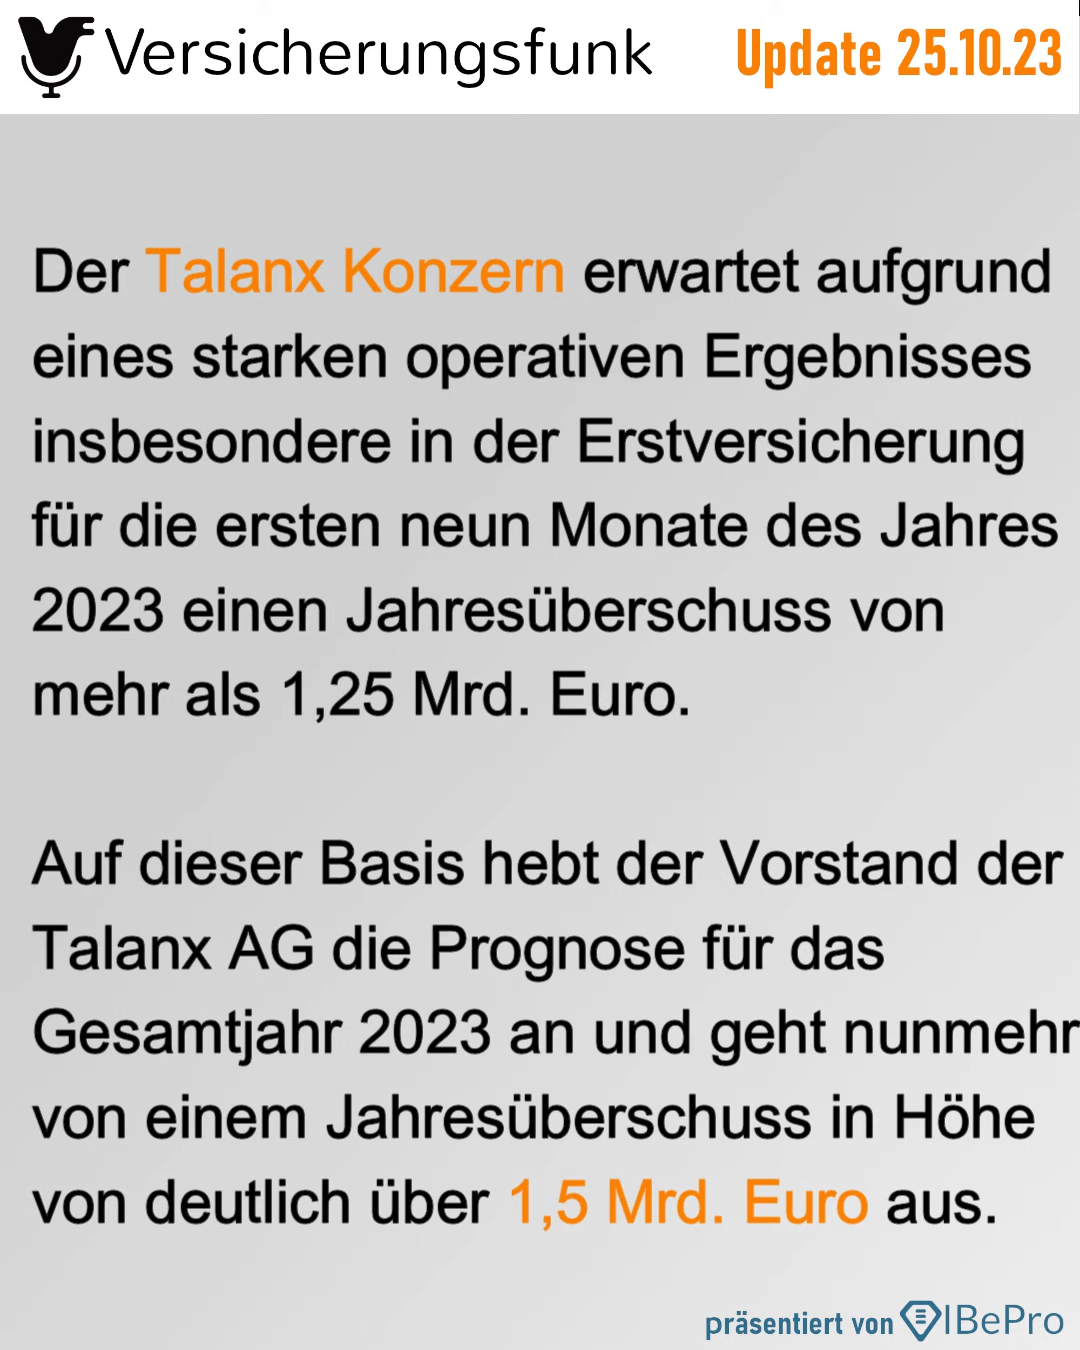 Versicherungsfunk
Update 25.10.23
Der Talanx Konzern erwartet aufgrund
eines starken operativen Ergebnisses
insbesondere in der Erstversicherung
für die ersten neun Monate des Jahres
2023 einen Jahresüberschuss von
mehr als 1,25 Mrd. Euro.
Auf dieser Basis hebt der Vorstand der
Talanx AG die Prognose für das
Gesamtjahr 2023 an und geht nunmehr
von einem Jahresüberschuss in Höhe
von deutlich über 1,5 Mrd. Euro aus.
präsentiert von IBePro